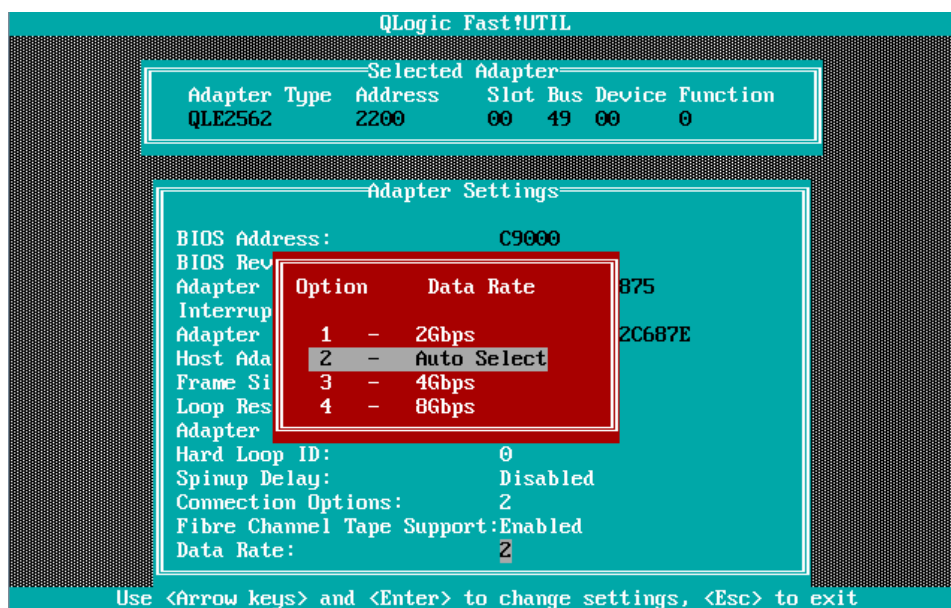 QLogic Fast!UTIL
Selected Adapter
Adapter Type Address Slot Bus Device Function
QLE2562 2200 00 49 00 0
Adapter Settings
BIOS Address: C9000
BIOS Rev
Adapter 875
Interrup
Adapter 2C687E
Host Ada
Frame Si
Loop Res
Adapter
Hard Loop ID: 0
Spinup Delay: Disabled
Connection Options: 2
Fibre Channel Tape Support:Enabled
Data Rate: 2
Option Data Rate
1 - 2Gbps
2 - Auto Select
3 - 4Gbps
4 - 8Gbps
Use <Arrow keys> and <Enter> to change settings, <Esc> to exit